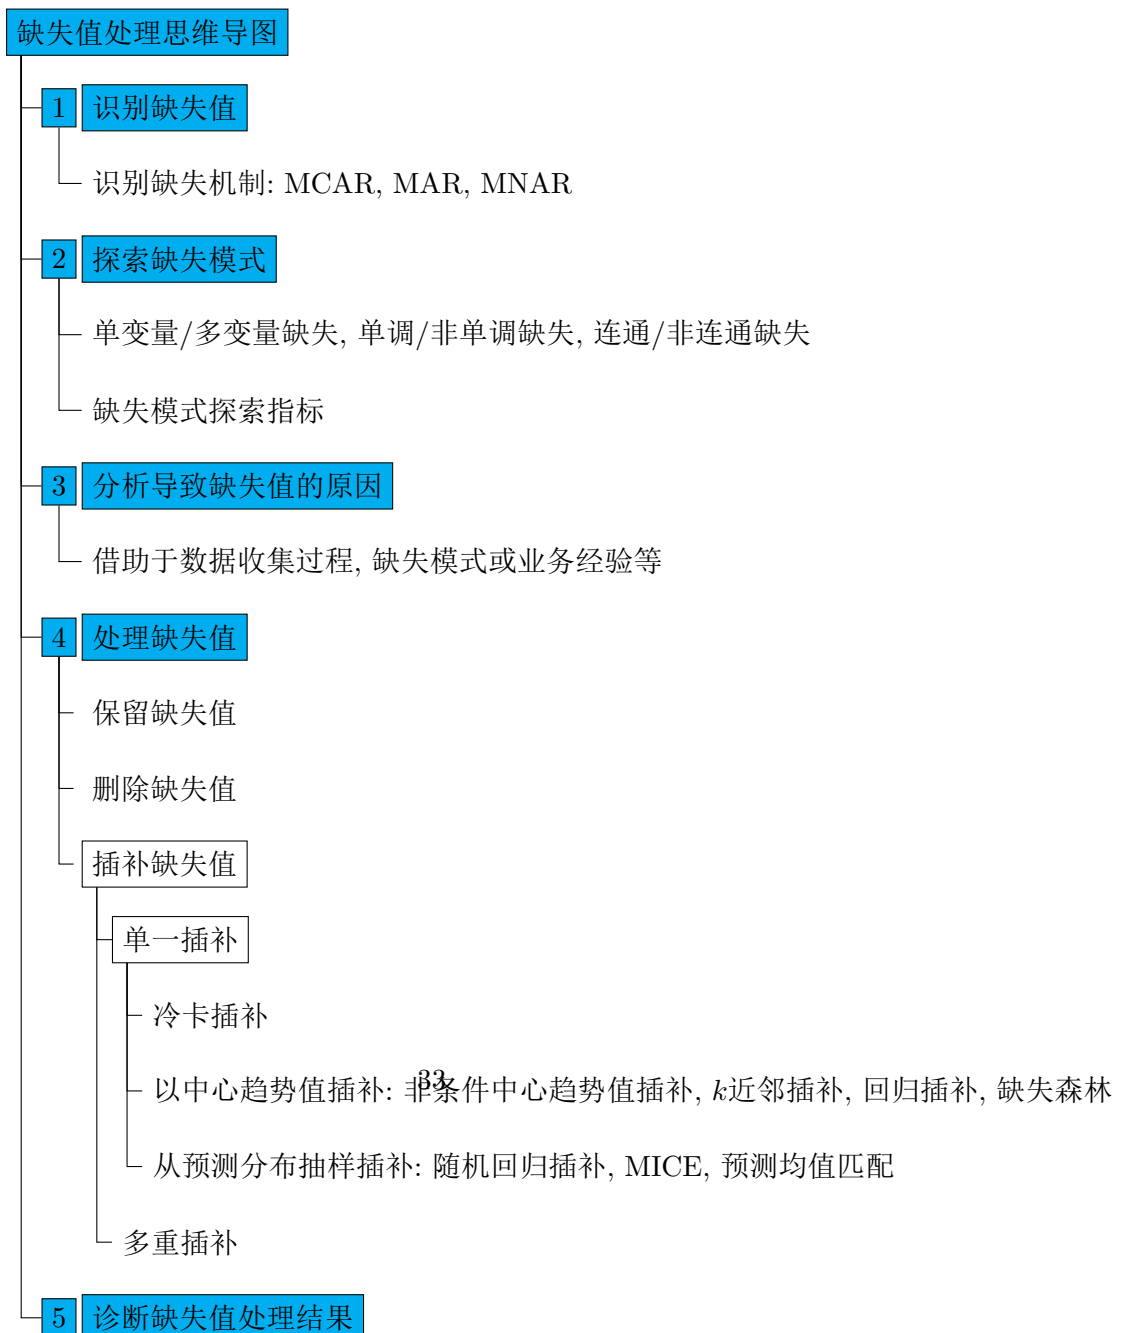 缺失值处理思维导图
1 识别缺失值
识别缺失机制: MCAR, MAR, MNAR
2 探索缺失模式
单变量/多变量缺失, 单调/非单调缺失, 连通/非连通缺失
缺失模式探索指标
3 分析导致缺失值的原因
借助于数据收集过程, 缺失模式或业务经验等
4 处理缺失值
保留缺失值
删除缺失值
插补缺失值
单一插补
冷卡插补
以中心趋势值插补: 非条件中心趋势值插补, k近邻插补, 回归插补, 缺失森林
33
从预测分布抽样插补: 随机回归插补, MICE, 预测均值匹配
多重插补
5 诊断缺失值处理结果